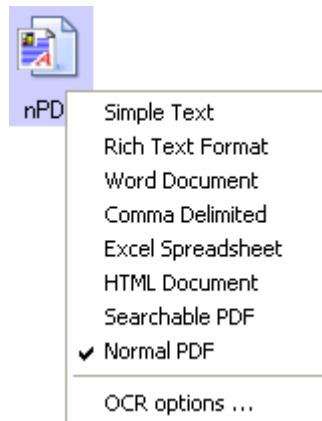 nPD
Simple Text
Rich Text Format
Word Document
Comma Delimited
Excel Spreadsheet
HTML Document
Searchable PDF
Normal PDF
OCR options ...